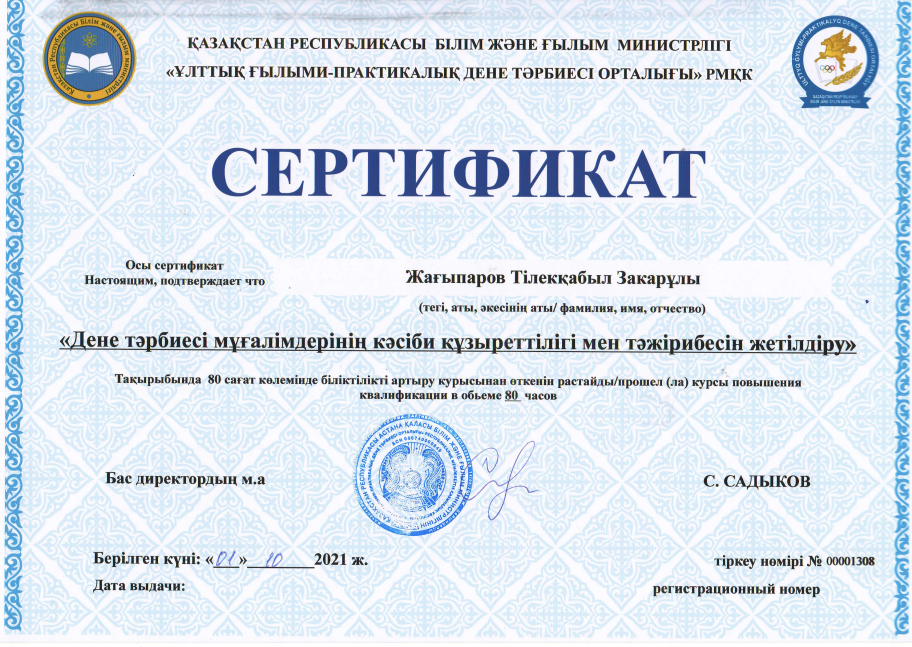 ҚАЗАҚСТАН РЕСПУБЛИКАСЫ БІЛІМ ЖӘНЕ ҒЫЛЫМ МИНИСТРЛІГІ
«ҰЛТТЫҚ ҒЫЛЫМИ-ПРАКТИКАЛЫҚ ДЕНЕ ТӘРБИЕСІ ОРТАЛЫҒЫ» РМҚК
СЕРТИФИКАТ
Осы сертификат
Настоящим, подтверждает что
Жағыпаров Тілекқабыл Закарұлы
(тегі, аты, әкесінің аты/ фамилия, имя, отчество)
«Дене тәрбиесі мұғалімдерінің кәсіби құзыреттілігі мен тәжірибесін жетілдіру»
Тақырыбында 80 сағат көлемінде біліктілікті артыру курысынан өткенін растайды/прошел (ла) курсы повышения
квалификации в обьеме 80 часов
Бас директордың м.а
С. САДЫКОВ
Берілген күні: «01» 10 2021 ж.
тіркеу нөмірі № 00001308
Дата выдачи:
регистрационный номер